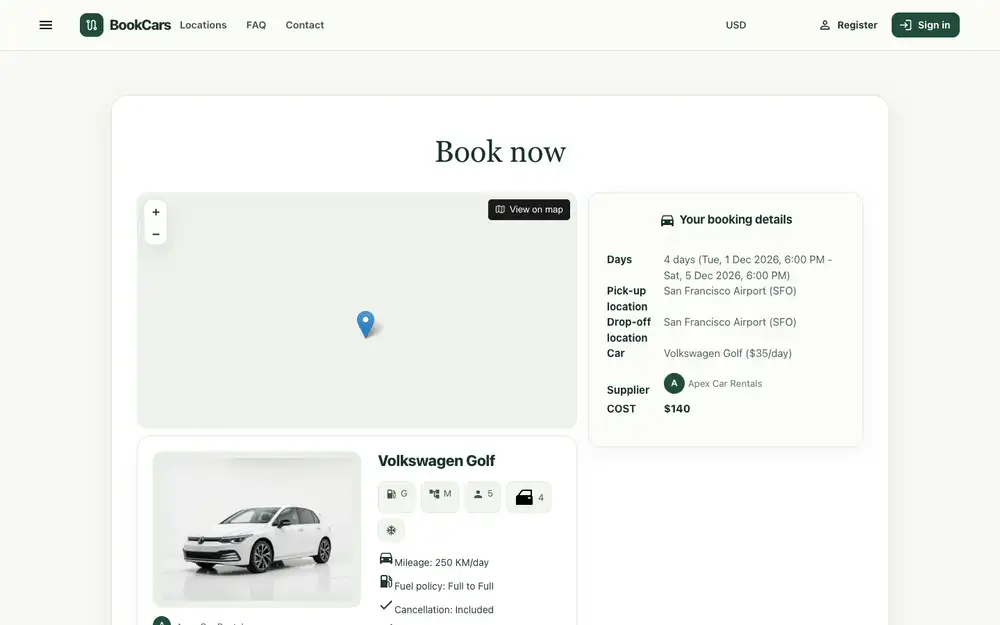 BookCars
Locations
FAQ
Contact
USD
Register
Sign in
Book now
+
−
View on map
Your booking details
Days
4 days (Tue, 1 Dec 2026, 6:00 PM -
Sat, 5 Dec 2026, 6:00 PM)
Pick-up
location
San Francisco Airport (SFO)
Drop-off
location
San Francisco Airport (SFO)
Car
Volkswagen Golf ($35/day)
Supplier
A
Apex Car Rentals
COST
$140
Volkswagen Golf
G
M
5
4
Mileage: 250 KM/day
Fuel policy: Full to Full
Cancellation: Included